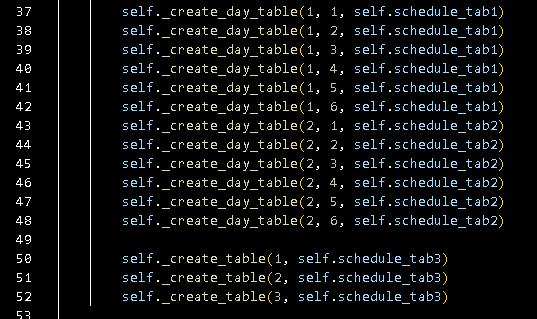 37 self._create_day_table(1, 1, self.schedule_tab1)
38 self._create_day_table(1, 2, self.schedule_tab1)
39 self._create_day_table(1, 3, self.schedule_tab1)
40 self._create_day_table(1, 4, self.schedule_tab1)
41 self._create_day_table(1, 5, self.schedule_tab1)
42 self._create_day_table(1, 6, self.schedule_tab1)
43 self._create_day_table(2, 1, self.schedule_tab2)
44 self._create_day_table(2, 2, self.schedule_tab2)
45 self._create_day_table(2, 3, self.schedule_tab2)
46 self._create_day_table(2, 4, self.schedule_tab2)
47 self._create_day_table(2, 5, self.schedule_tab2)
48 self._create_day_table(2, 6, self.schedule_tab2)
49
50 self._create_table(1, self.schedule_tab3)
51 self._create_table(2, self.schedule_tab3)
52 self._create_table(3, self.schedule_tab3)
53